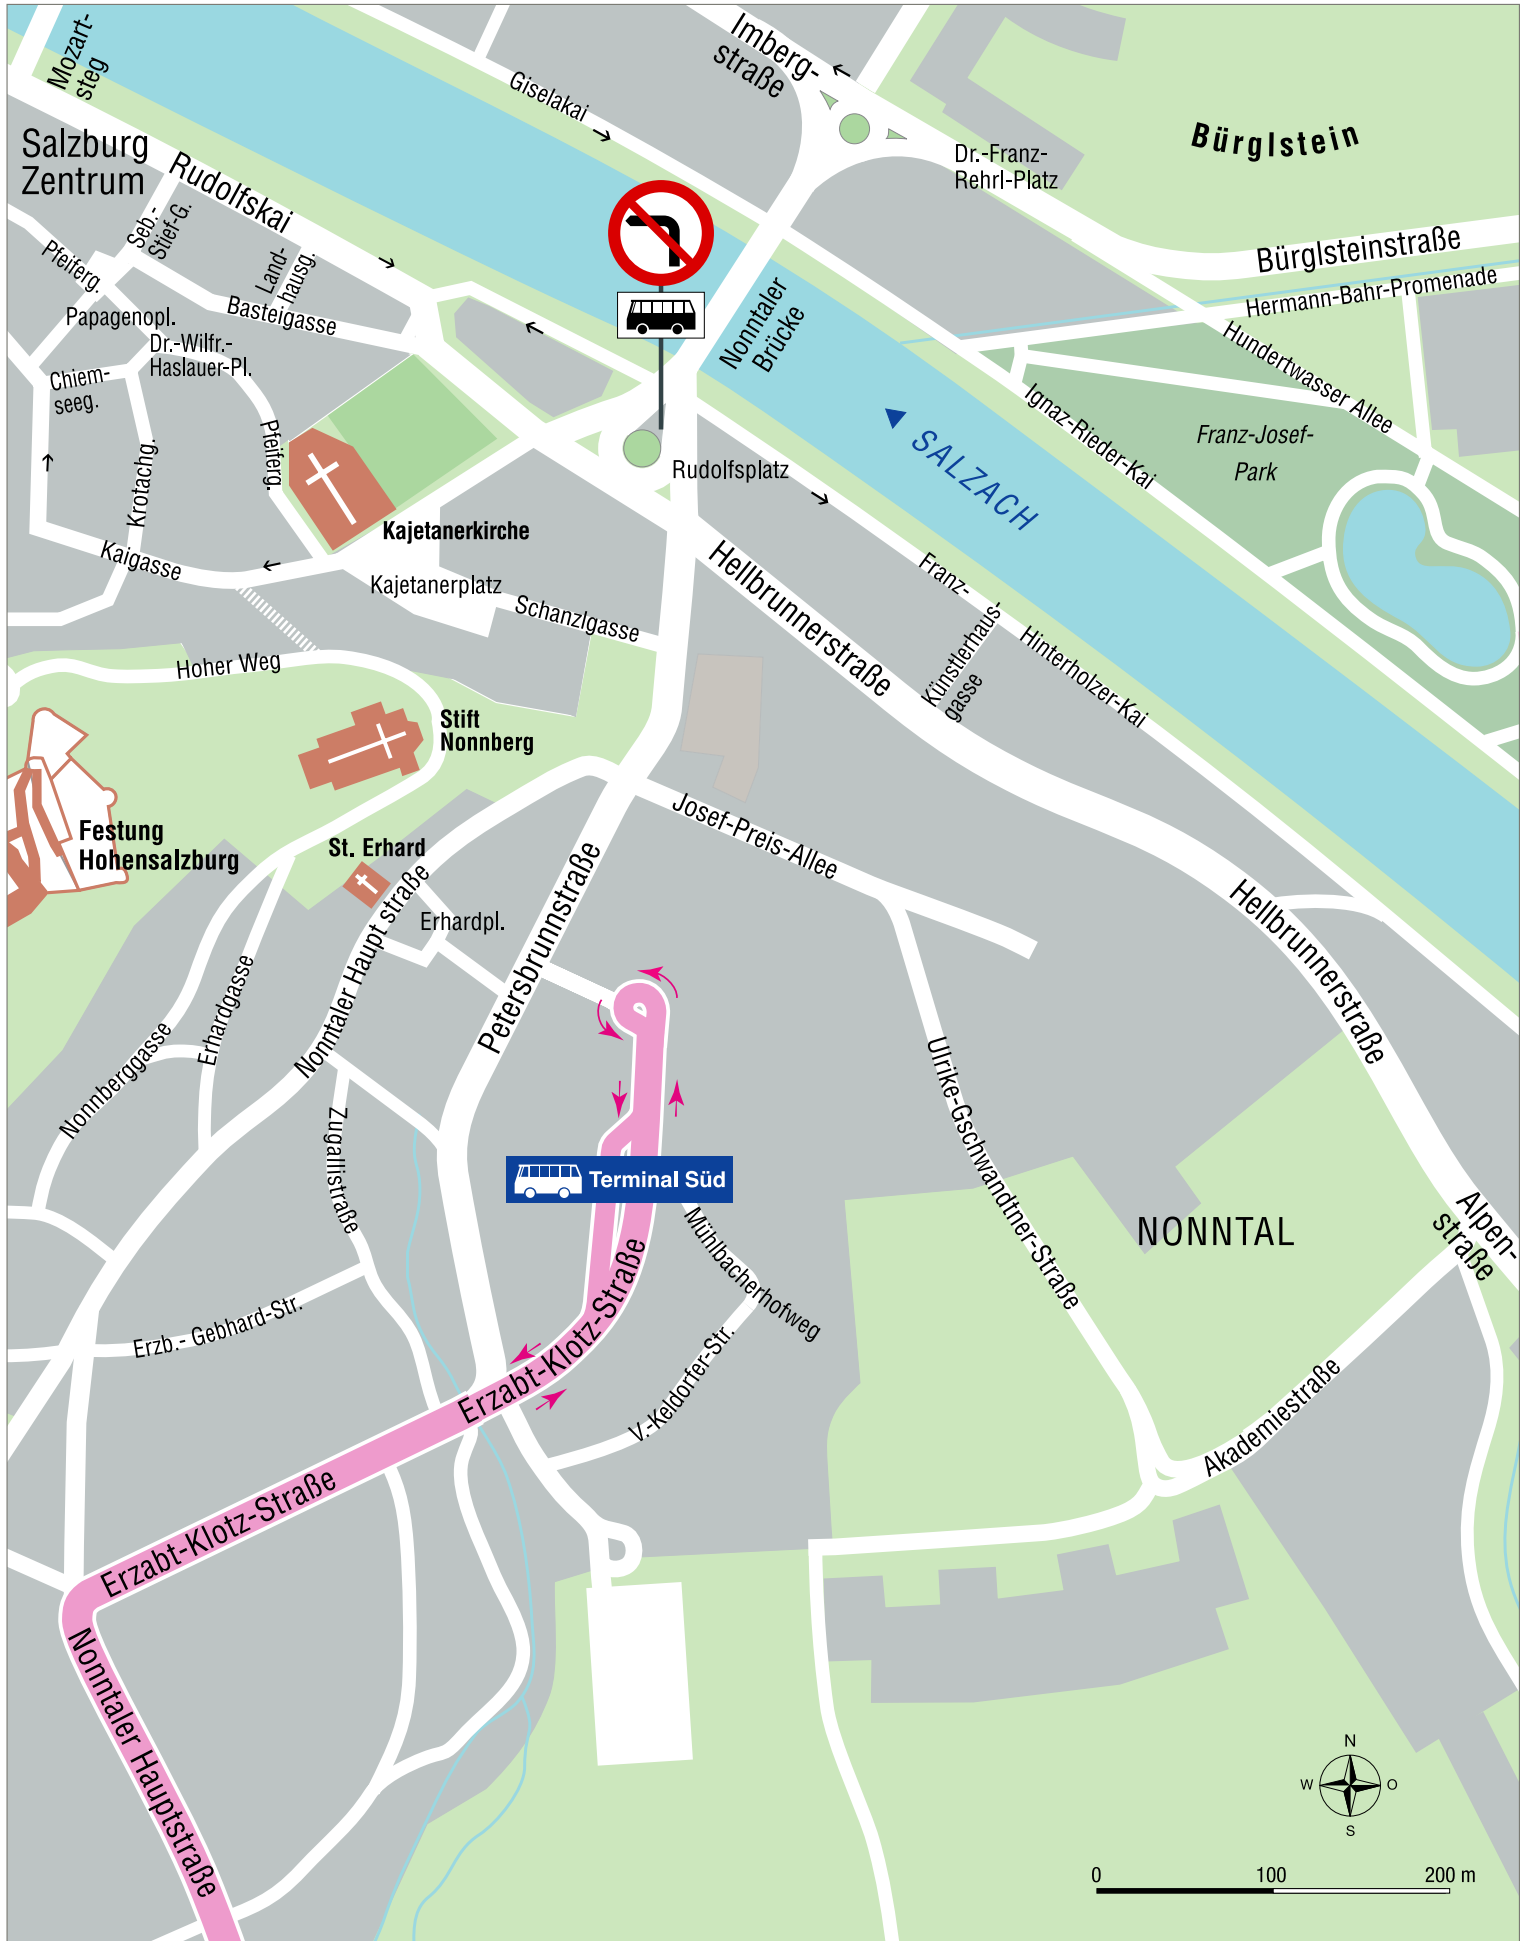 Mozart-
steg
Imberg-
straße
Giselakai
Salzburg
Zentrum
Rudolfskai
Dr.-Franz-
Rehrl-Platz
Bürglstein
Seb.-
Stief-G.
Land-
hausg.
Pfeiferg.
Bürglsteinstraße
Hermann-Bahr-Promenade
Papagenopl.
Basteigasse
Nonntaler
Brücke
Dr.-Wilfr.-
Haslauer-Pl.
Hundertwasser Allee
Chiem-
seeg.
Ignaz-Rieder-Kai
Franz-Josef-
Park
Pfeiferg.
Krotachg.
Rudolfsplatz
SALZACH
Kajetanerkirche
Kaigasse
Kajetanerplatz
Schanzlgasse
Hellbrunnerstraße
Franz-
Hinterholzer-Kai
Künstlerhaus-
gasse
Hoher Weg
Stift
Nonnberg
Festung
Hohensalzburg
St. Erhard
Josef-Preis-Allee
Erhardpl.
Petersbrunnstraße
Hellbrunnerstraße
Nonntaler Haupt straße
Erhardgasse
Nonnberggasse
Zugallistraße
Ulrike-Gschwandtner-Straße
Terminal Süd
Mühlbacherhofweg
NONNTAL
Alpen-
straße
Erzb.- Gebhard-Str.
Erzabt-Klotz-Straße
V.-Keldorfer-Str.
Akademiestraße
Erzabt-Klotz-Straße
Nonntaler Hauptstraße
N
W
O
S
0
100
200 m